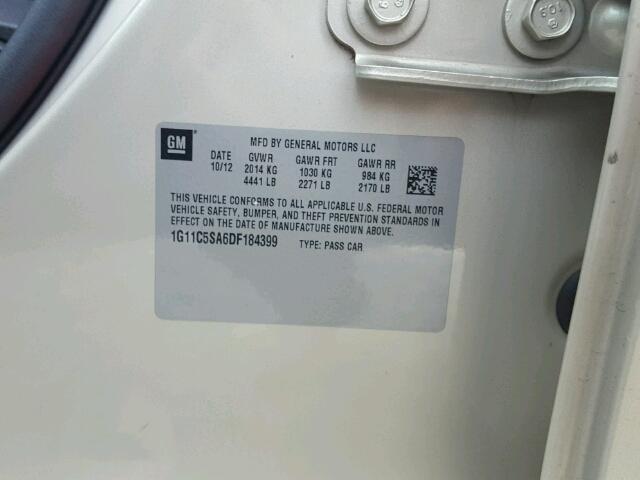 GM
MFD BY GENERAL MOTORS LLC
DATE GVWR GAWR FRT GAWR RR
10/12 2014 KG 1030 KG 984 KG
4441 LB 2271 LB 2170 LB
THIS VEHICLE CONFORMS TO ALL APPLICABLE U.S. FEDERAL MOTOR
VEHICLE SAFETY, BUMPER, AND THEFT PREVENTION STANDARDS IN
EFFECT ON THE DATE OF MANUFACTURE SHOWN ABOVE.
1G11C5SA6DF184399 TYPE: PASS CAR